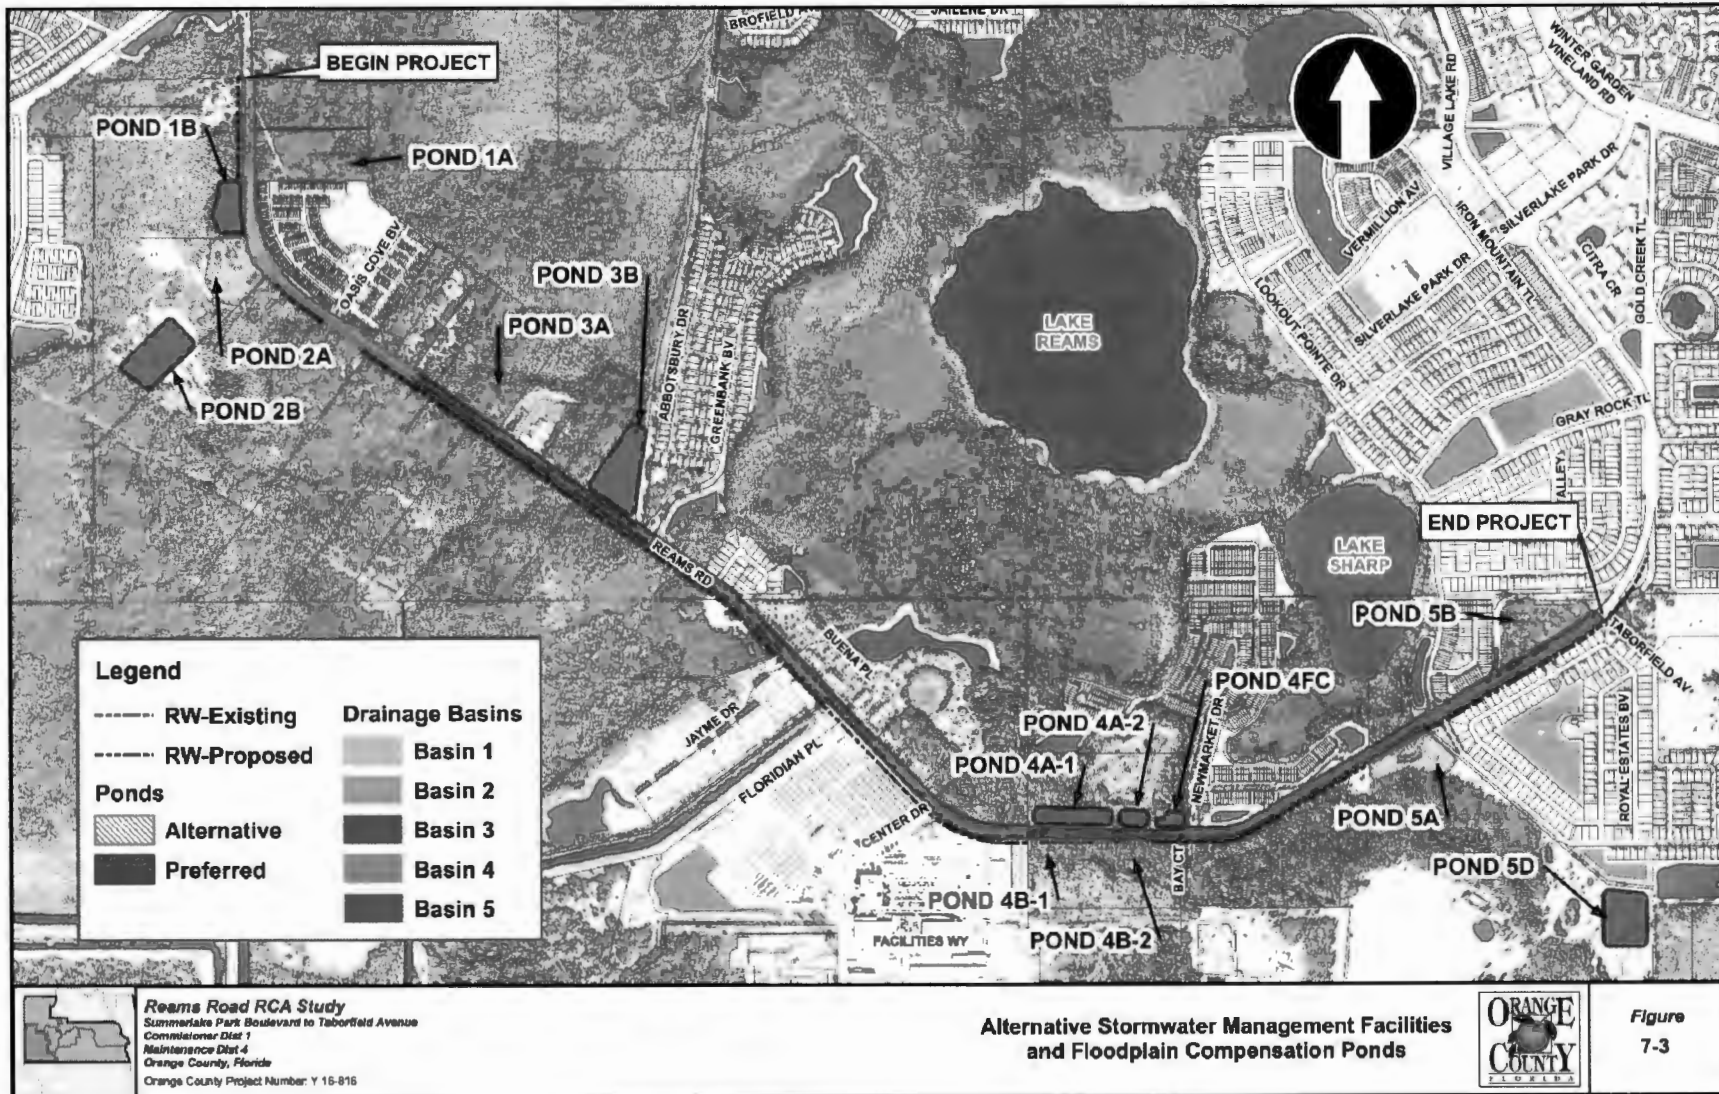 BROFIELD AV
JAILENE DR
BEGIN PROJECT
WINTER GARDEN
VINELAND RD
VILLAGE LAKE RD
POND 1B
POND 1A
VERMILLION AV
IRON MOUNTAIN TL
SILVERLAKE PARK DR
CITRA CR
GOLD CREEK TL
OASIS COVE BV
POND 3B
LOOKOUT POINTE DR
SILVERLAKE PARK DR
POND 3A
LAKE
REAMS
POND 2A
ABBOTSBURY DR
GREENBANK BV
POND 2B
GRAY ROCK TL
ALLEY
END PROJECT
REAMS RD
LAKE
SHARP
POND 5B
TABORFIELD AV
BUENA PL
POND 4FC
Legend
RW-Existing
RW-Proposed
Ponds
Alternative
Preferred
Drainage Basins
Basin 1
Basin 2
Basin 3
Basin 4
Basin 5
JAYME DR
FLORIDIAN PL
POND 4A-2
NEWMARKET DR
POND 4A-1
ROYAL ESTATES BV
CENTER DR
POND 5A
BAY CT
POND 5D
POND 4B-1
POND 4B-2
FACILITIES WY
Reams Road RCA Study
Summerlake Park Boulevard to Taborfield Avenue
Commisioner Dist 1
Maintenance Dist 4
Orange County, Florida
Orange County Project Number: Y 16-816
Alternative Stormwater Management Facilities
and Floodplain Compensation Ponds
ORANGE
COUNTY
FLORIDA
Figure
7-3